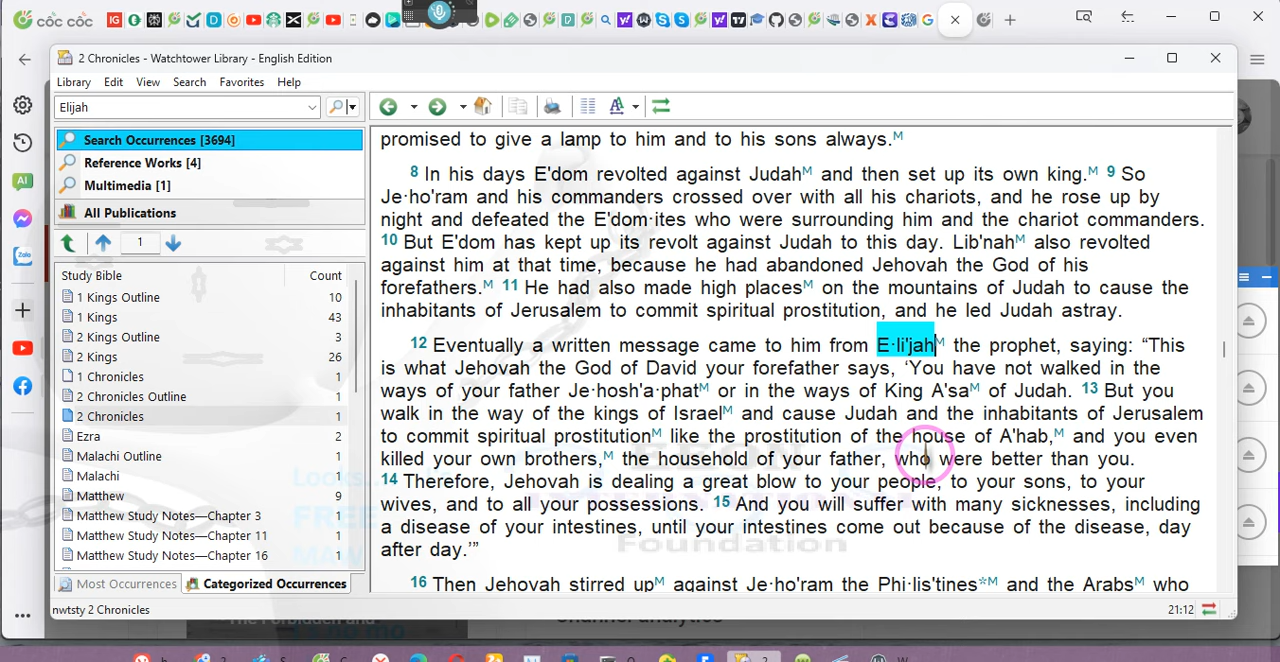 cốc cốc
2 Chronicles - Watchtower Library - English Edition
Library Edit View Search Favorites Help
Elijah
Search Occurrences [3694]
Reference Works [4]
Multimedia [1]
All Publications
1
Study Bible Count
1 Kings Outline 10
1 Kings 43
2 Kings Outline 3
2 Kings 26
1 Chronicles 1
2 Chronicles Outline 1
2 Chronicles 1
Ezra 2
Malachi Outline 1
Malachi 1
Matthew 9
Matthew Study Notes—Chapter 3 1
Matthew Study Notes—Chapter 11 1
Matthew Study Notes—Chapter 16 1
Most Occurrences Categorized Occurrences
nwtsty 2 Chronicles
promised to give a lamp to him and to his sons always.M
8 In his days E'dom revolted against JudahM and then set up its own king.M 9 So
Je·ho'ram and his commanders crossed over with all his chariots, and he rose up by
night and defeated the E'dom·ites who were surrounding him and the chariot commanders.
10 But E'dom has kept up its revolt against Judah to this day. Lib'nahM also revolted
against him at that time, because he had abandoned Jehovah the God of his
forefathers.M 11 He had also made high placesM on the mountains of Judah to cause the
inhabitants of Jerusalem to commit spiritual prostitution, and he led Judah astray.
12 Eventually a written message came to him from E·li'jahM the prophet, saying: “This
is what Jehovah the God of David your forefather says, ‘You have not walked in the
ways of your father Je·hosh'a·phatM or in the ways of King A'saM of Judah. 13 But you
walk in the way of the kings of IsraelM and cause Judah and the inhabitants of Jerusalem
to commit spiritual prostitutionM like the prostitution of the house of A'hab,M and you even
killed your own brothers,M the household of your father, who were better than you.
14 Therefore, Jehovah is dealing a great blow to your people, to your sons, to your
wives, and to all your possessions. 15 And you will suffer with many sicknesses, including
a disease of your intestines, until your intestines come out because of the disease, day
after day.’”
16 Then Jehovah stirred upM against Je·ho'ram the Phi·lis'tines*M and the ArabsM who
21:12
AI
Zalo
Foundation